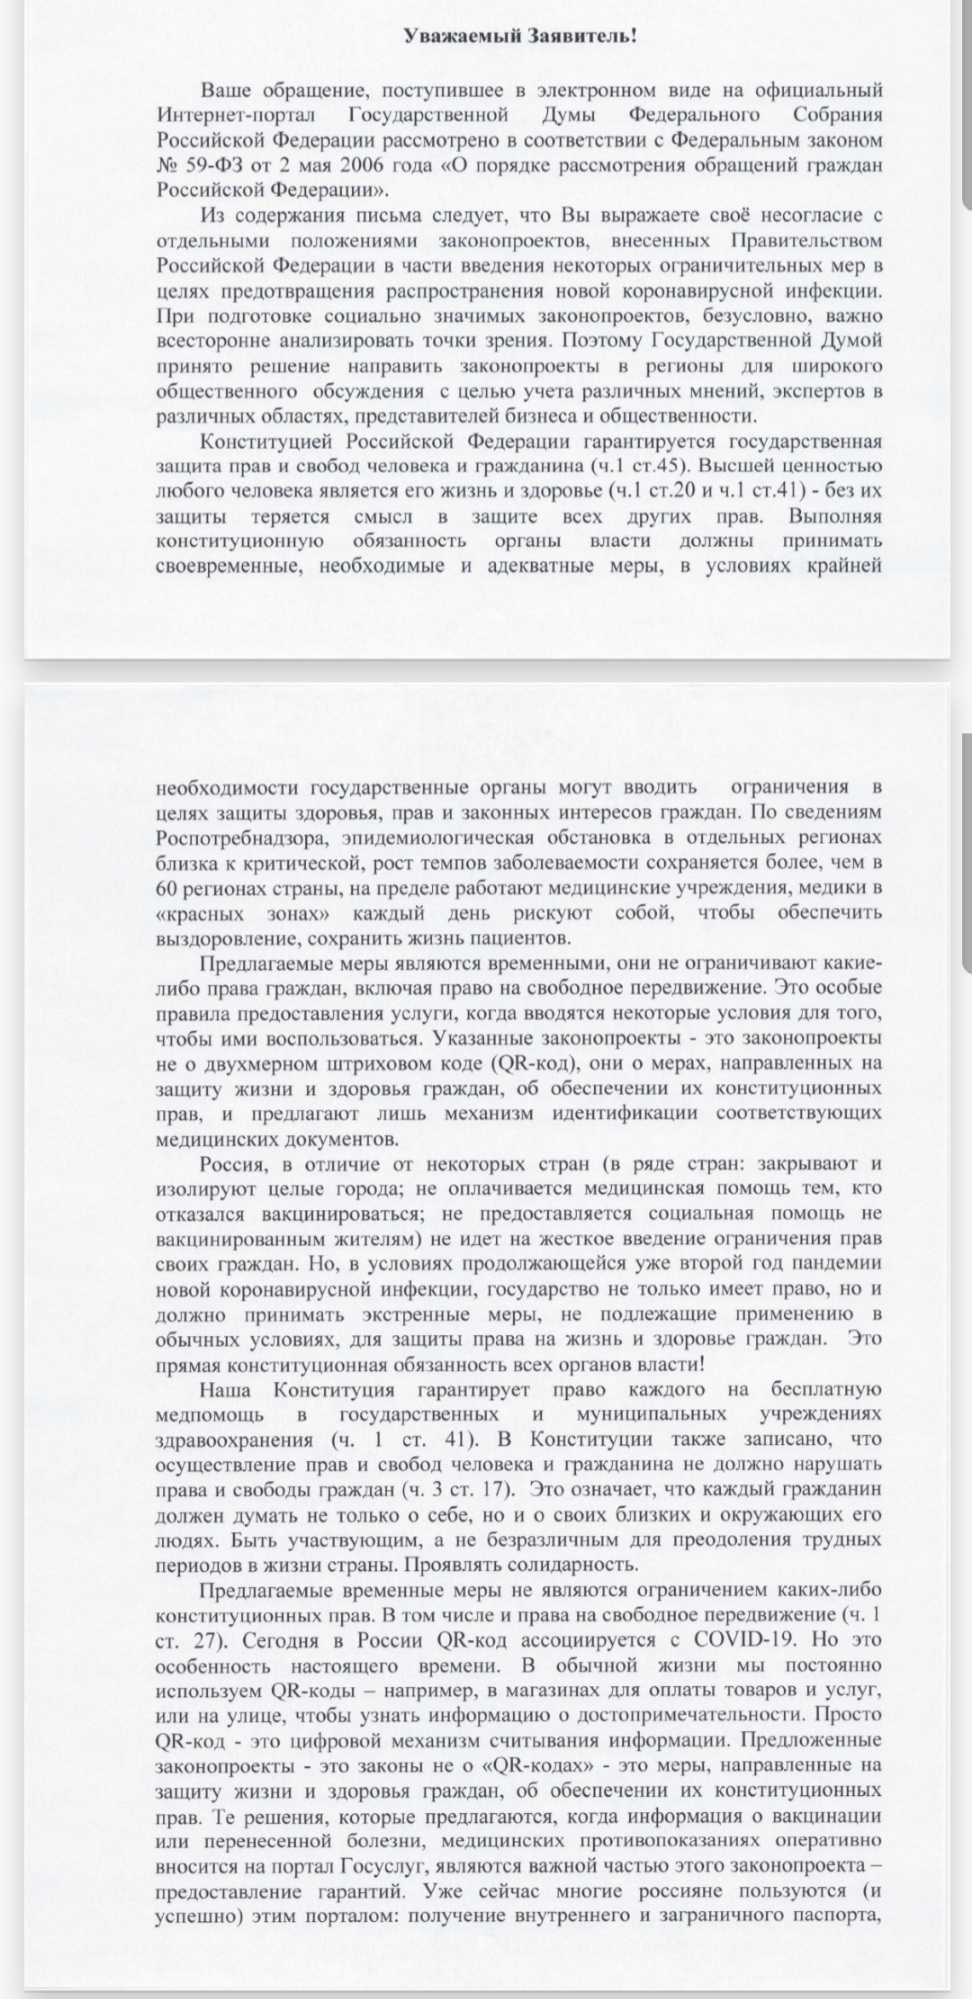 Уважаемый Заявитель!
Ваше обращение, поступившее в электронном виде на официальный
Интернет-портал Государственной Думы Федерального Собрания
Российской Федерации рассмотрено в соответствии с Федеральным законом
№ 59-ФЗ от 2 мая 2006 года «О порядке рассмотрения обращений граждан
Российской Федерации».
Из содержания письма следует, что Вы выражаете своё несогласие с
отдельными положениями законопроектов, внесенных Правительством
Российской Федерации в части введения некоторых ограничительных мер в
целях предотвращения распространения новой коронавирусной инфекции.
При подготовке социально значимых законопроектов, безусловно, важно
всесторонне анализировать точки зрения. Поэтому Государственной Думой
принято решение направить законопроекты в регионы для широкого
общественного обсуждения с целью учета различных мнений, экспертов в
различных областях, представителей бизнеса и общественности.
Конституцией Российской Федерации гарантируется государственная
защита прав и свобод человека и гражданина (ч.1 ст.45). Высшей ценностью
любого человека является его жизнь и здоровье (ч.1 ст.20 и ч.1 ст.41) - без их
защиты теряется смысл в защите всех других прав. Выполняя
конституционную обязанность органы власти должны принимать
своевременные, необходимые и адекватные меры, в условиях крайней
необходимости государственные органы могут вводить ограничения в
целях защиты здоровья, прав и законных интересов граждан. По сведениям
Роспотребнадзора, эпидемиологическая обстановка в отдельных регионах
близка к критической, рост темпов заболеваемости сохраняется более, чем в
60 регионах страны, на пределе работают медицинские учреждения, медики в
«красных зонах» каждый день рискуют собой, чтобы обеспечить
выздоровление, сохранить жизнь пациентов.
Предлагаемые меры являются временными, они не ограничивают какие-
либо права граждан, включая право на свободное передвижение. Это особые
правила предоставления услуги, когда вводятся некоторые условия для того,
чтобы ими воспользоваться. Указанные законопроекты - это законопроекты
не о двухмерном штриховом коде (QR-код), они о мерах, направленных на
защиту жизни и здоровья граждан, об обеспечении их конституционных
прав, и предлагают лишь механизм идентификации соответствующих
медицинских документов.
Россия, в отличие от некоторых стран (в ряде стран: закрывают и
изолируют целые города; не оплачивается медицинская помощь тем, кто
отказался вакцинироваться; не предоставляется социальная помощь не
вакцинированным жителям) не идет на жесткое введение ограничения прав
своих граждан. Но, в условиях продолжающейся уже второй год пандемии
новой коронавирусной инфекции, государство не только имеет право, но и
должно принимать экстренные меры, не подлежащие применению в
обычных условиях, для защиты права на жизнь и здоровье граждан. Это
прямая конституционная обязанность всех органов власти!
Наша Конституция гарантирует право каждого на бесплатную
медпомощь в государственных и муниципальных учреждениях
здравоохранения (ч. 1 ст. 41). В Конституции также записано, что
осуществление прав и свобод человека и гражданина не должно нарушать
права и свободы граждан (ч. 3 ст. 17). Это означает, что каждый гражданин
должен думать не только о себе, но и о своих близких и окружающих его
людях. Быть участвующим, а не безразличным для преодоления трудных
периодов в жизни страны. Проявлять солидарность.
Предлагаемые временные меры не являются ограничением каких-либо
конституционных прав. В том числе и права на свободное передвижение (ч. 1
ст. 27). Сегодня в России QR-код ассоциируется с COVID-19. Но это
особенность настоящего времени. В обычной жизни мы постоянно
используем QR-коды – например, в магазинах для оплаты товаров и услуг,
или на улице, чтобы узнать информацию о достопримечательности. Просто
QR-код - это цифровой механизм считывания информации. Предложенные
законопроекты - это законы не о «QR-кодах» - это меры, направленные на
защиту жизни и здоровья граждан, об обеспечении их конституционных
прав. Те решения, которые предлагаются, когда информация о вакцинации
или перенесенной болезни, медицинских противопоказаниях оперативно
вносится на портал Госуслуг, являются важной частью этого законопроекта –
предоставление гарантий. Уже сейчас многие россияне пользуются (и
успешно) этим порталом: получение внутреннего и заграничного паспорта,